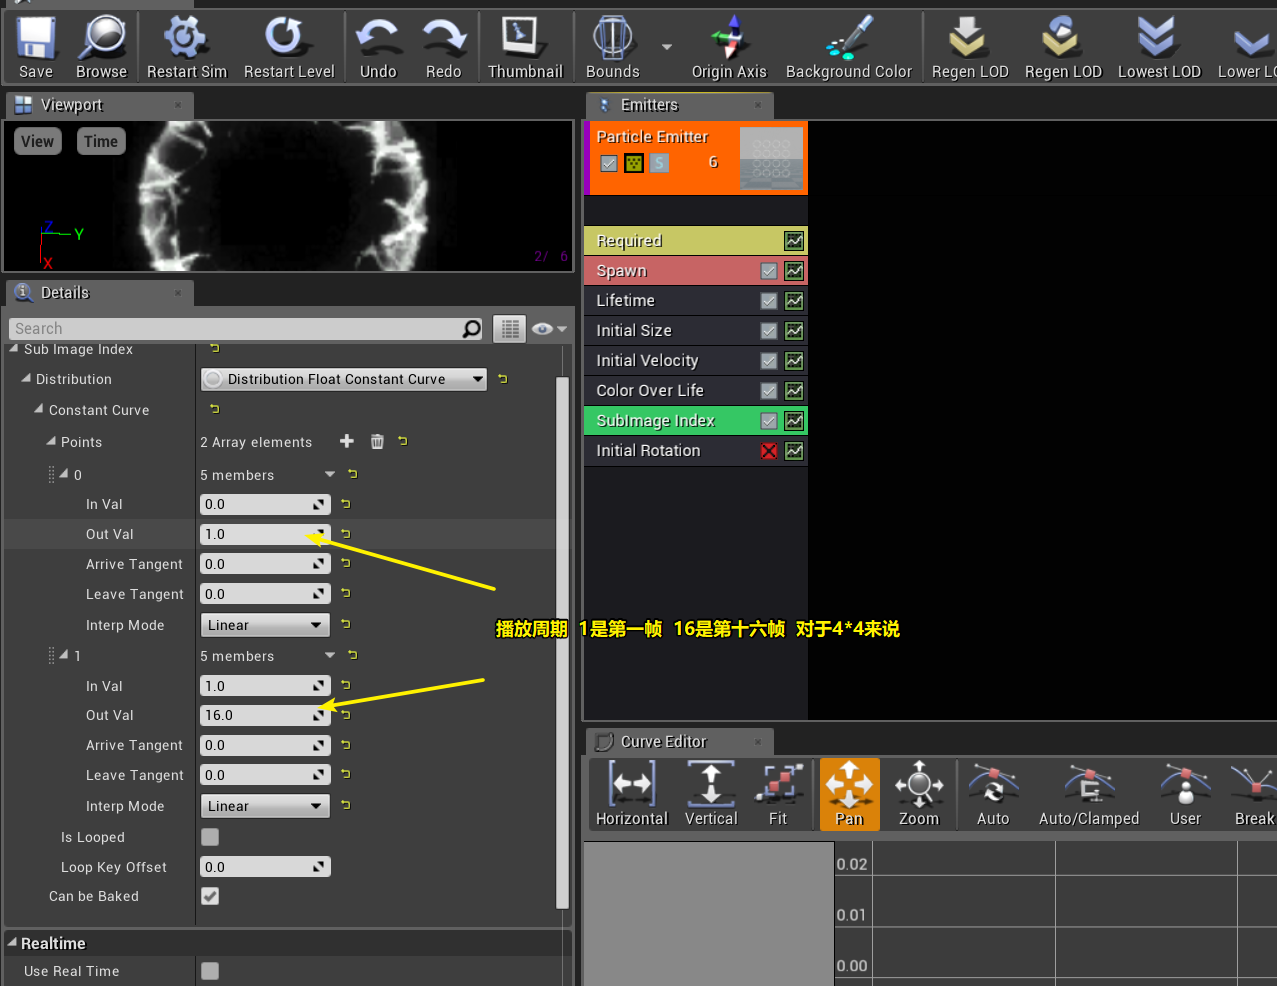 Save
Browse
Restart Sim
Restart Level
Undo
Redo
Thumbnail
Bounds
Origin Axis
Background Color
Regen LOD
Regen LOD
Lowest LOD
Viewport
View
Time
Z
Y
X
2/ 6
Details
Search
Sub Image Index
Distribution
Distribution Float Constant Curve
Constant Curve
Points
2 Array elements
0
5 members
In Val
0.0
Out Val
1.0
Arrive Tangent
0.0
Leave Tangent
0.0
Interp Mode
Linear
1
5 members
In Val
1.0
Out Val
16.0
Arrive Tangent
0.0
Leave Tangent
0.0
Interp Mode
Linear
Is Looped
Loop Key Offset
0.0
Can be Baked
Realtime
Use Real Time
Emitters
Particle Emitter
S
6
Required
Spawn
Lifetime
Initial Size
Initial Velocity
Color Over Life
SubImage Index
Initial Rotation
播放周期 1是第一帧 16是第十六帧 对于4*4来说
Curve Editor
Horizontal
Vertical
Fit
Pan
Zoom
Auto
Auto/Clamped
User
Break
0.02
0.01
0.00